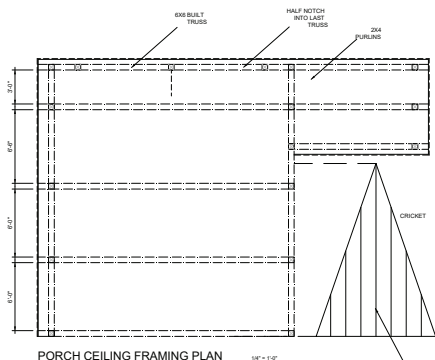 6X6 BUILT
TRUSS
HALF NOTCH
INTO LAST
TRUSS
2X4
PURLINS
3'-0"
6'-6"
6'-0"
6'-0"
CRICKET
PORCH CEILING FRAMING PLAN
1/4" = 1'-0"